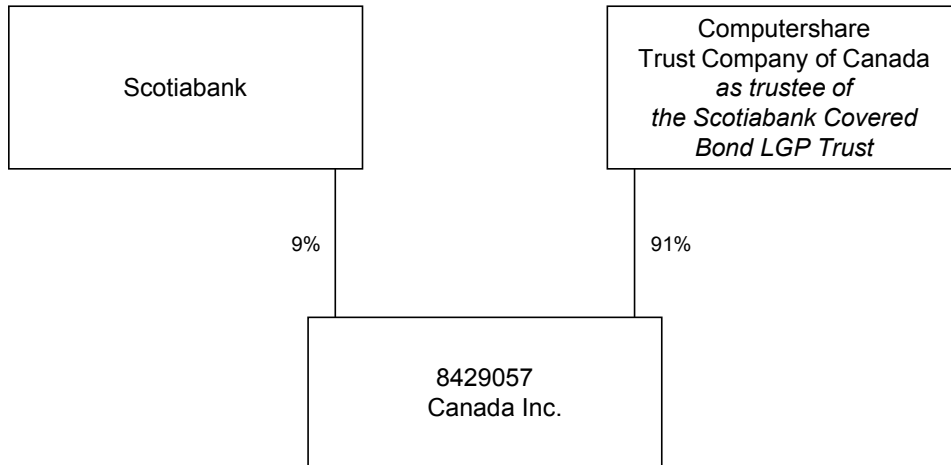 Scotiabank
Computershare
Trust Company of Canada
as trustee of
the Scotiabank Covered
Bond LGP Trust
9%
91%
8429057
Canada Inc.